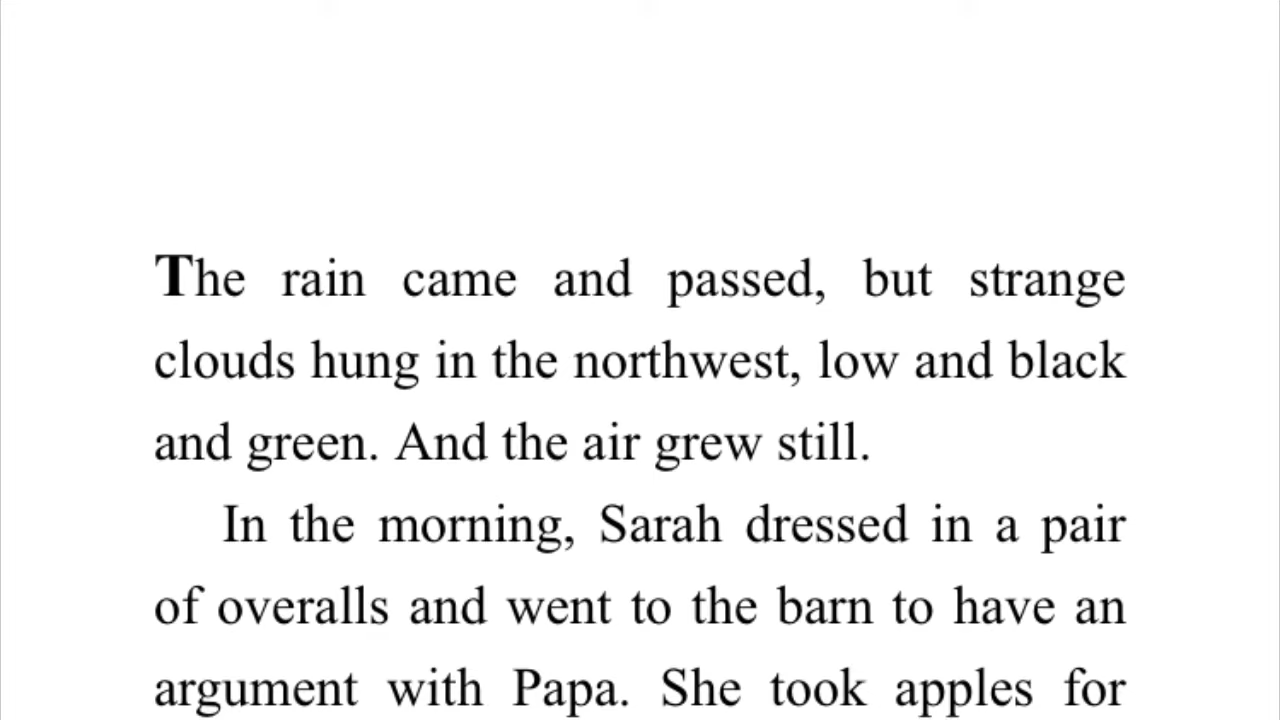 The rain came and passed, but strange
clouds hung in the northwest, low and black
and green. And the air grew still.
In the morning, Sarah dressed in a pair
of overalls and went to the barn to have an
argument with Papa. She took apples for